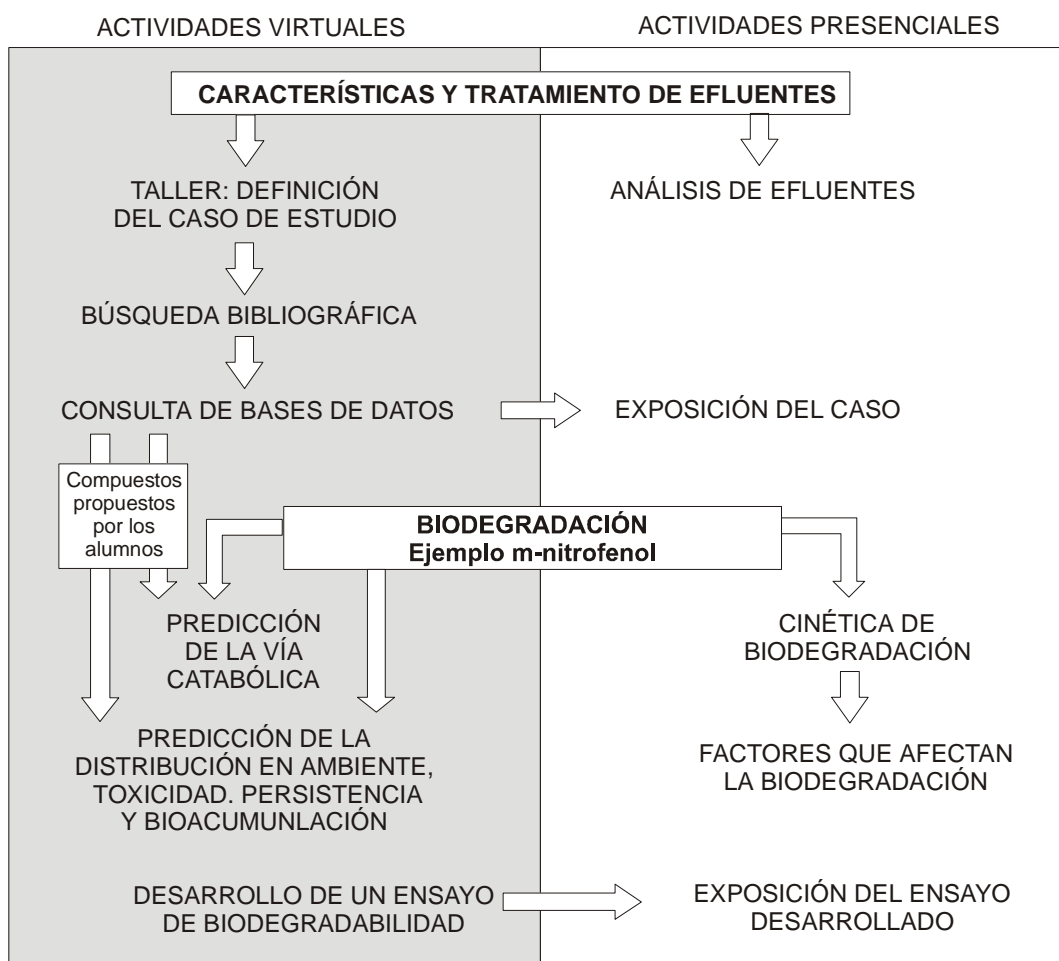 ACTIVIDADES VIRTUALES
ACTIVIDADES PRESENCIALES
CARACTERÍSTICAS Y TRATAMIENTO DE EFLUENTES
TALLER: DEFINICIÓN
DEL CASO DE ESTUDIO
ANÁLISIS DE EFLUENTES
BÚSQUEDA BIBLIOGRÁFICA
CONSULTA DE BASES DE DATOS
EXPOSICIÓN DEL CASO
Compuestos
propuestos
por los
alumnos
BIODEGRADACIÓN
Ejemplo m-nitrofenol
PREDICCIÓN
DE LA VÍA
CATABÓLICA
CINÉTICA DE
BIODEGRADACIÓN
PREDICCIÓN DE LA
DISTRIBUCIÓN EN AMBIENTE,
TOXICIDAD. PERSISTENCIA
Y BIOACUMUNLACIÓN
FACTORES QUE AFECTAN
LA BIODEGRADACIÓN
DESARROLLO DE UN ENSAYO
DE BIODEGRADABILIDAD
EXPOSICIÓN DEL ENSAYO
DESARROLLADO